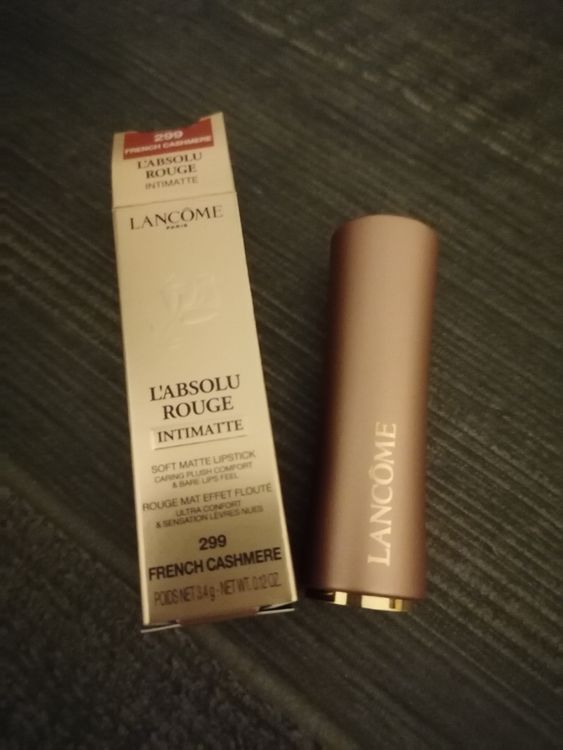 299
FRENCH CASHMERE
L'ABSOLU
ROUGE
INTIMATTE
LANCÔME
PARIS
L'ABSOLU
ROUGE
INTIMATTE
SOFT MATTE LIPSTICK
CARING PLUSH COMFORT
& BARE LIPS FEEL
ROUGE MAT EFFET FLOUTÉ
ULTRA CONFORT
& SENSATION LÈVRES NUES
299
FRENCH CASHMERE
POIDS NET 3.4 g - NET WT. 0.12 OZ.
LANCÔME